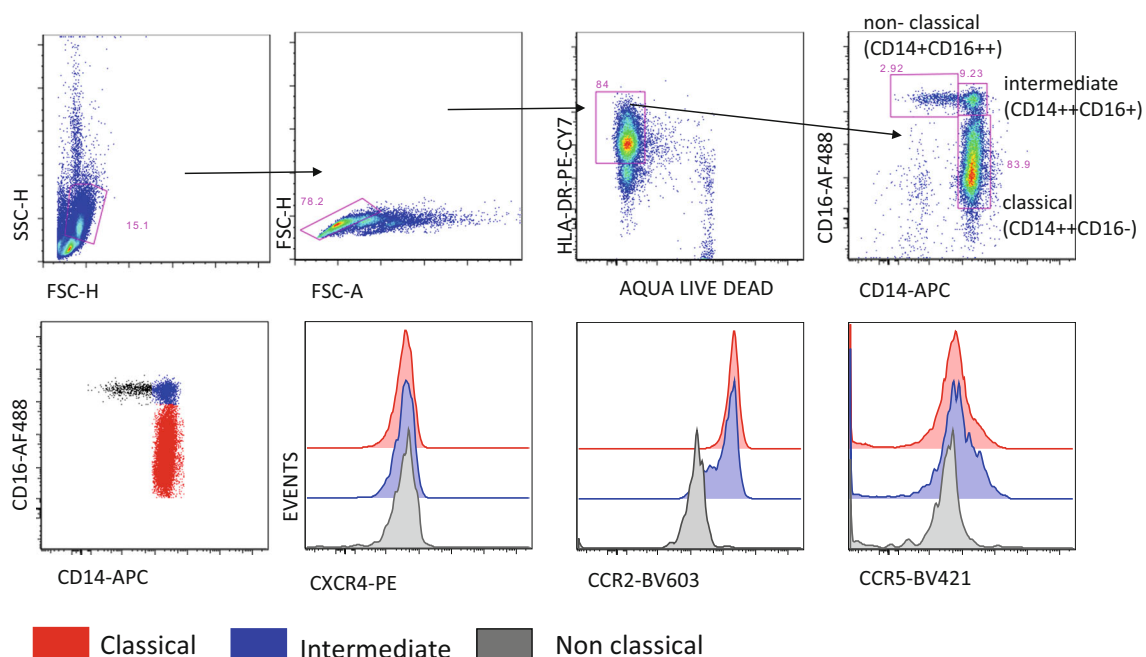 non- classical
(CD14+CD16++)
SSC-H
15.1
FSC-H
FSC-H
78.2
FSC-A
HLA-DR-PE-CY7
84
AQUA LIVE DEAD
CD16-AF488
2.92
9.23
intermediate
(CD14++CD16+)
83.9
classical
(CD14++CD16-)
CD14-APC
CD16-AF488
CD14-APC
EVENTS
CXCR4-PE
CCR2-BV603
CCR5-BV421
Classical
Intermediate
Non classical